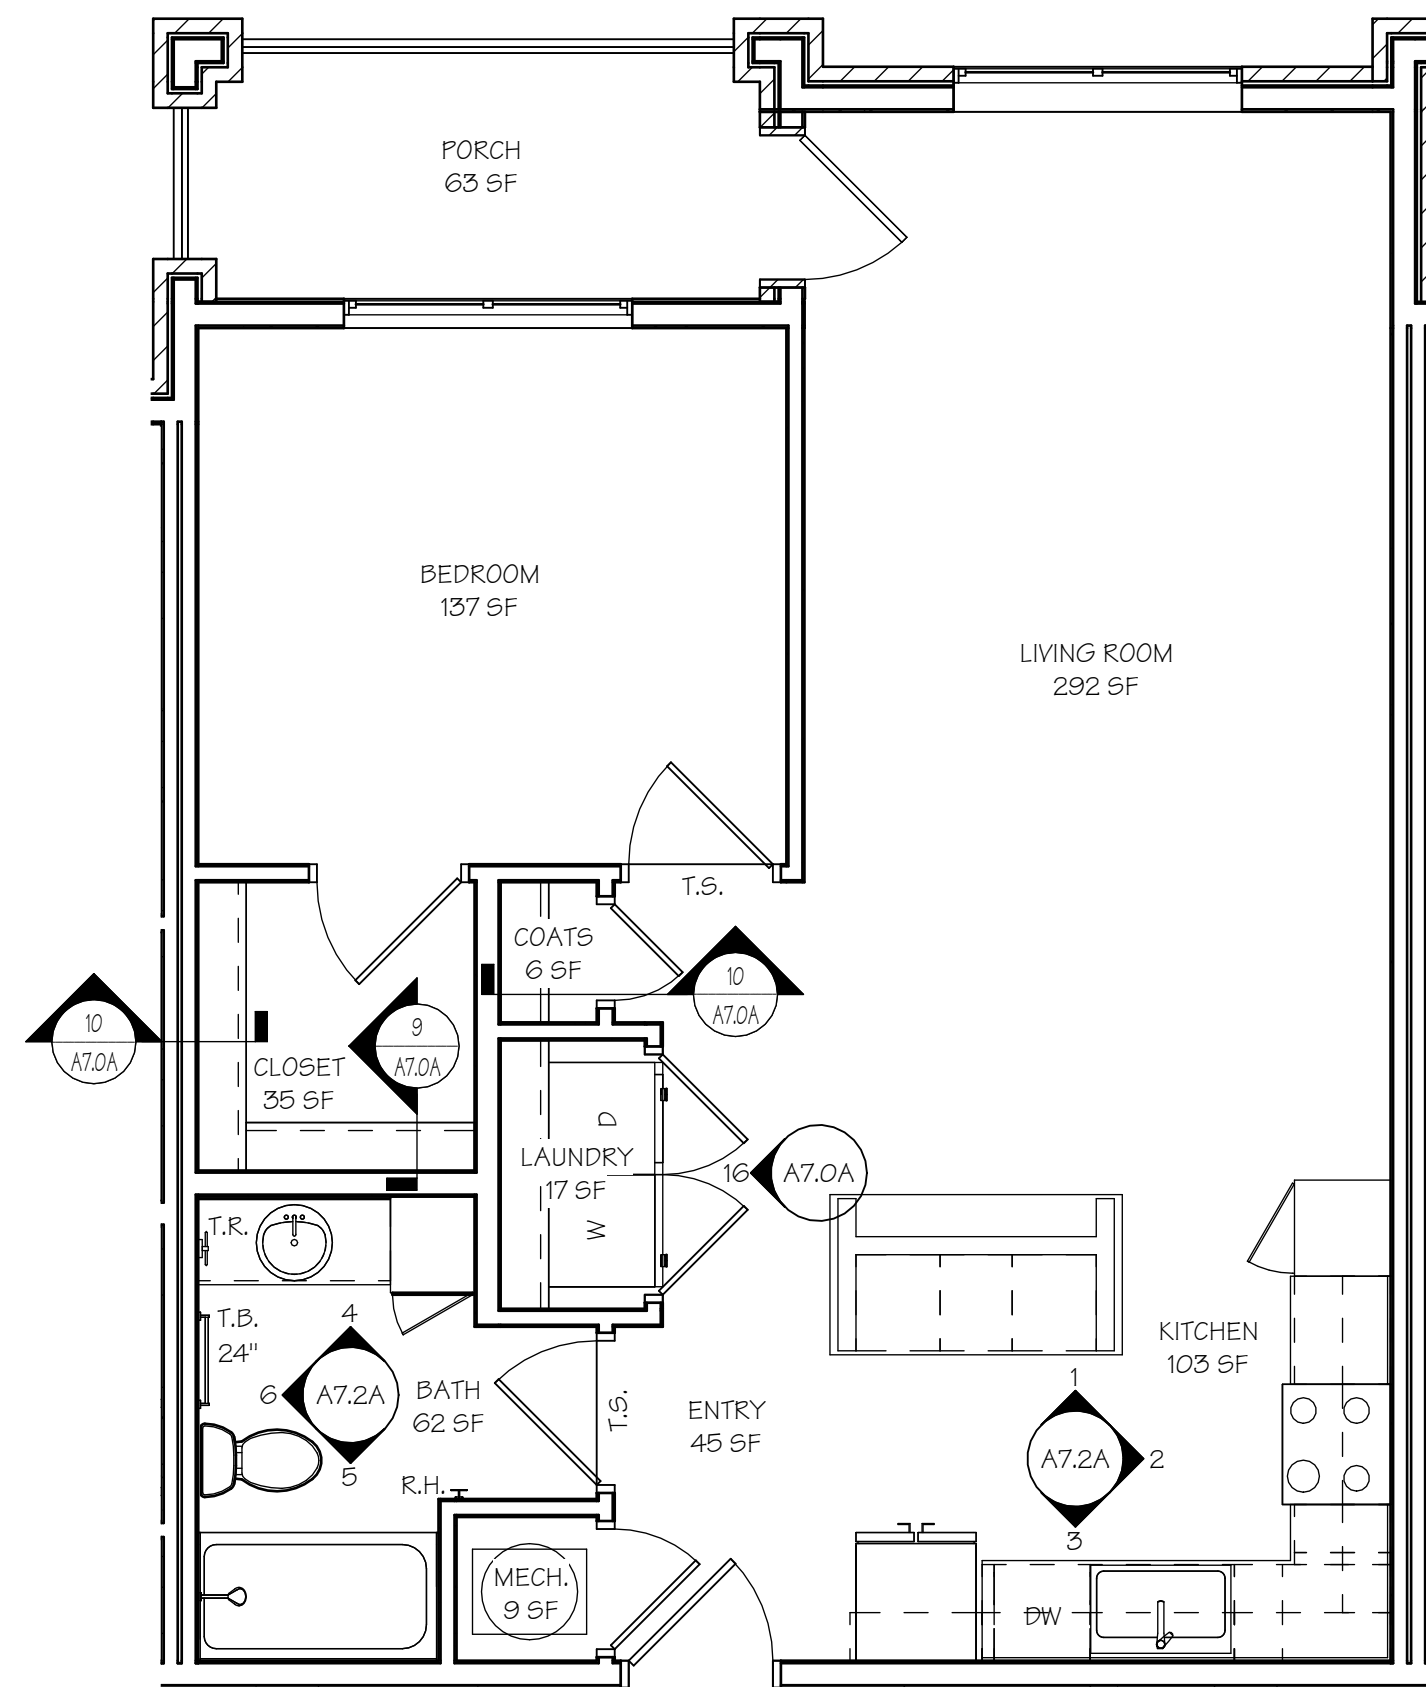 PORCH
63 SF
BEDROOM
137 SF
LIVING ROOM
292 SF
T.S.
COATS
6 SF
10
A7.0A
10
A7.0A
9
A7.0A
CLOSET
35 SF
D
LAUNDRY
17 SF
W
16
A7.0A
T.R.
T.B.
24"
4
6
A7.2A
5
BATH
62 SF
T.S.
R.H.
ENTRY
45 SF
KITCHEN
103 SF
1
A7.2A
2
3
MECH.
9 SF
DW